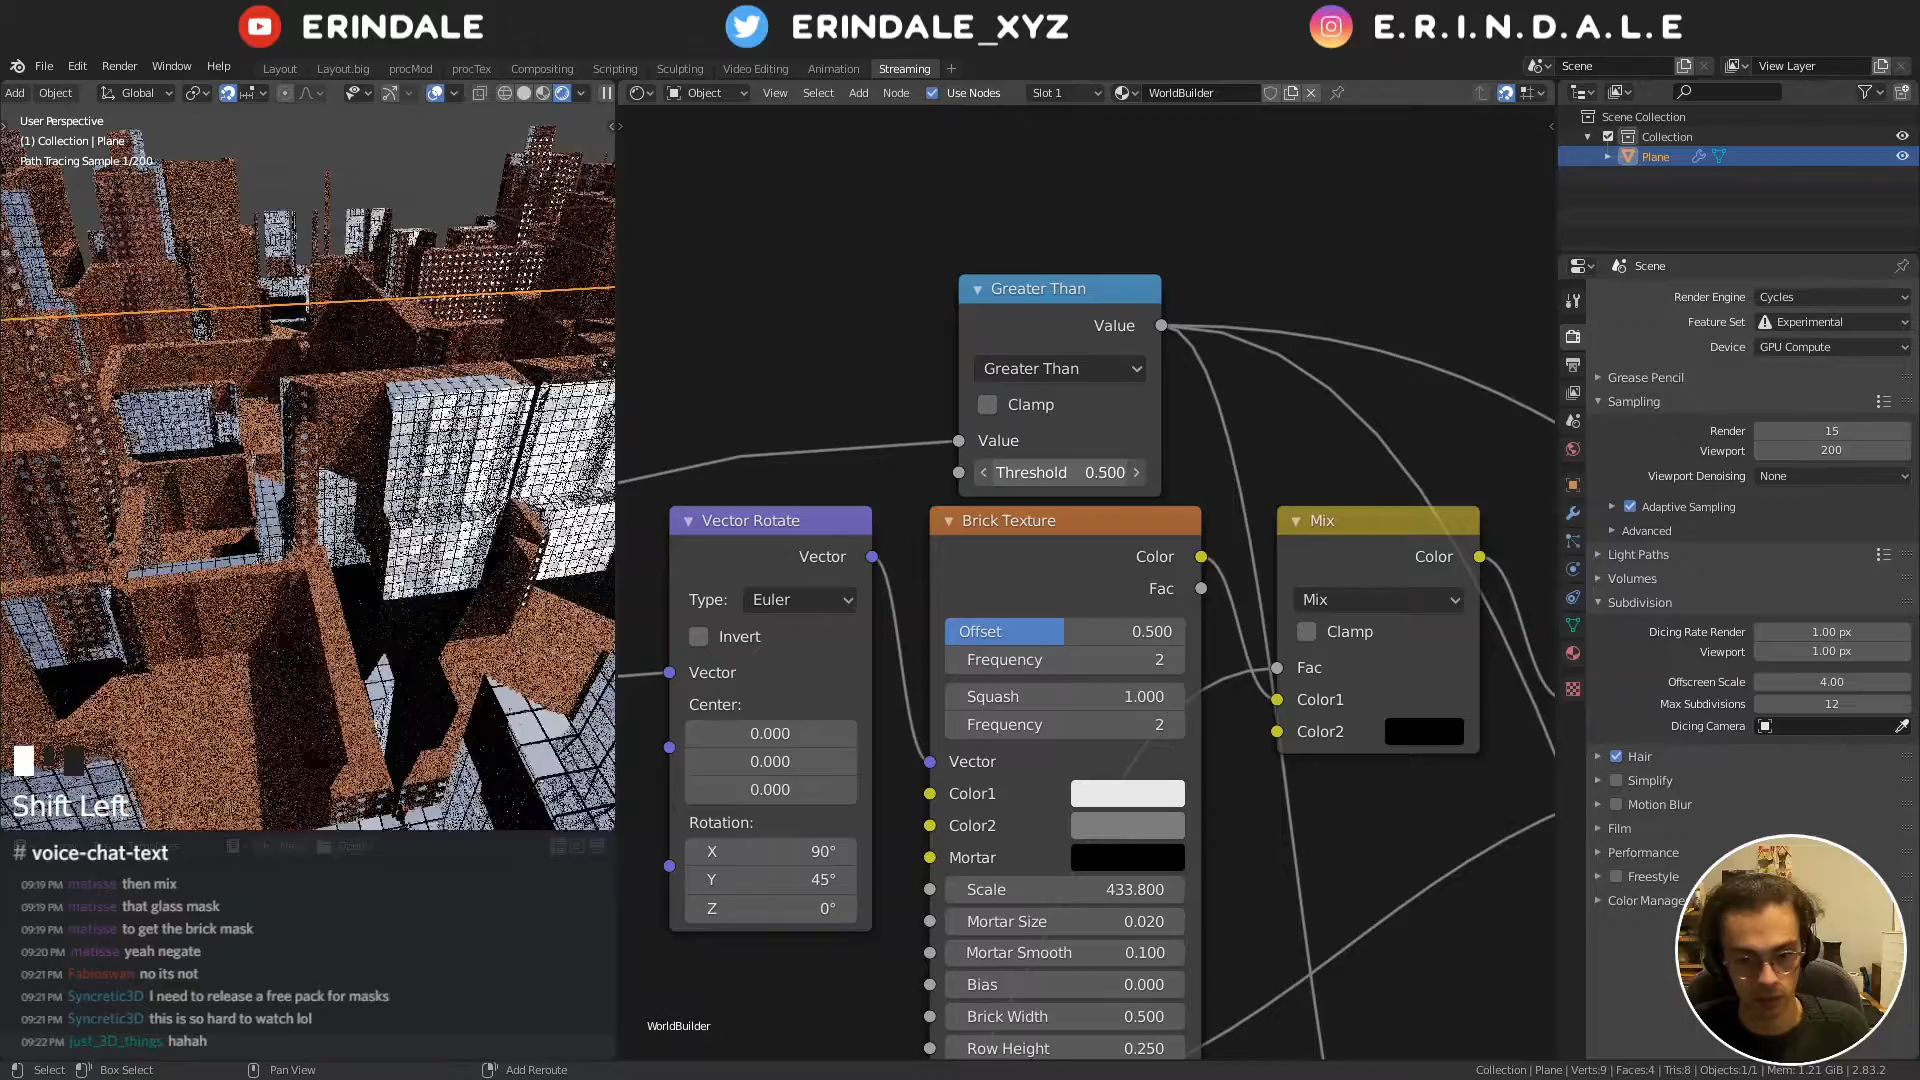 ERINDALE
ERINDALE_XYZ
E.R.I.N.D.A.L.E
File Edit Render Window Help
Layout Layout.big procMod procTex Compositing Scripting Sculpting Video Editing Animation Streaming +
Scene
View Layer
Add Object Global
Object View Select Add Node Use Nodes Slot 1 WorldBuilder
User Perspective
(1) Collection | Plane
Path Tracing Sample 1/200
Scene Collection
Collection
Plane
Greater Than
Value
Greater Than
Clamp
Value
Threshold 0.500
Vector Rotate
Vector
Type: Euler
Invert
Vector
Center:
0.000
0.000
0.000
Rotation:
X 90°
Y 45°
Z 0°
Brick Texture
Color
Fac
Offset 0.500
Frequency 2
Squash 1.000
Frequency 2
Vector
Color1
Color2
Mortar
Scale 433.800
Mortar Size 0.020
Mortar Smooth 0.100
Bias 0.000
Brick Width 0.500
Row Height 0.250
Mix
Color
Mix
Clamp
Fac
Color1
Color2
WorldBuilder
Scene
Render Engine Cycles
Feature Set Experimental
Device GPU Compute
Grease Pencil
Sampling
Render 15
Viewport 200
Viewport Denoising None
Adaptive Sampling
Advanced
Light Paths
Volumes
Subdivision
Dicing Rate Render 1.00 px
Viewport 1.00 px
Offscreen Scale 4.00
Max Subdivisions 12
Dicing Camera
Hair
Simplify
Motion Blur
Film
Performance
Freestyle
Color Manage
Shift Left
# voice-chat-text
09:19 PM matisse then mix
09:19 PM matisse that glass mask
09:19 PM matisse to get the brick mask
09:20 PM matisse yeah negate
09:21 PM Fabioswan no its not
09:21 PM Syncretic3D I need to release a free pack for masks
09:21 PM Syncretic3D this is so hard to watch lol
09:22 PM just_3D_things hahah
Select Box Select Pan View Add Reroute
Collection | Plane | Verts:9 | Faces:4 | Tris:8 | Objects:1/1 | Mem: 1.21 GiB | 2.83.2